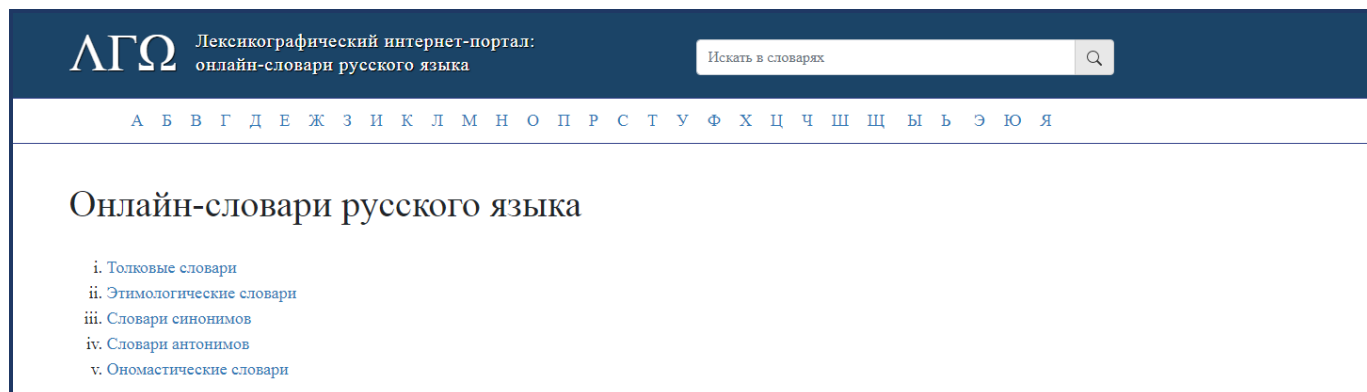 ΛΓΩ
Лексикографический интернет-портал:
онлайн-словари русского языка
Искать в словарях
А Б В Г Д Е Ж З И К Л М Н О П Р С Т У Ф Х Ц Ч Ш Щ Ы Ь Э Ю Я
Онлайн-словари русского языка
i. Толковые словари
ii. Этимологические словари
iii. Словари синонимов
iv. Словари антонимов
v. Ономастические словари